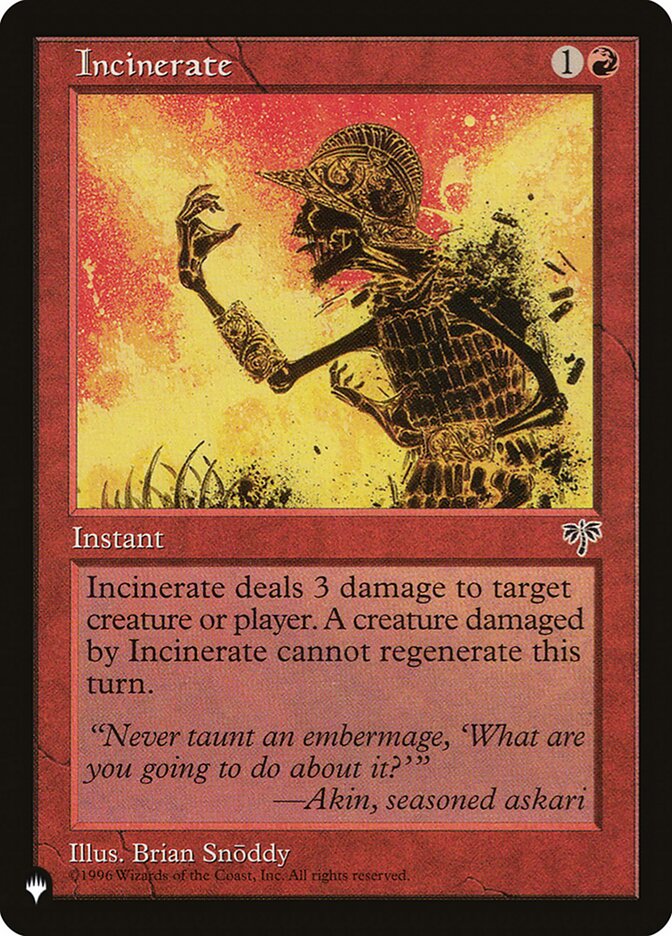 Incinerate 1
Instant
Incinerate deals 3 damage to target
creature or player. A creature damaged
by Incinerate cannot regenerate this
turn.
“Never taunt an embermage, ‘What are
you going to do about it?’”
—Akin, seasoned askari
Illus. Brian Snōddy
©1996 Wizards of the Coast, Inc. All rights reserved.